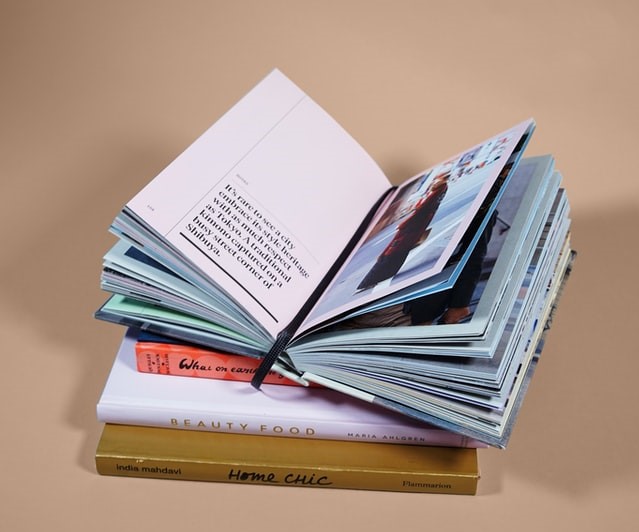 It's rare to see a city
embrace its style heritage
with as much respect
as Tokyo. A traditional
kimono captured on a
busy street corner of
Shibuya.
What on earth
BEAUTY FOOD
MARIA AHLGREN
india mahdavi
HOME CHIC
Flammarion